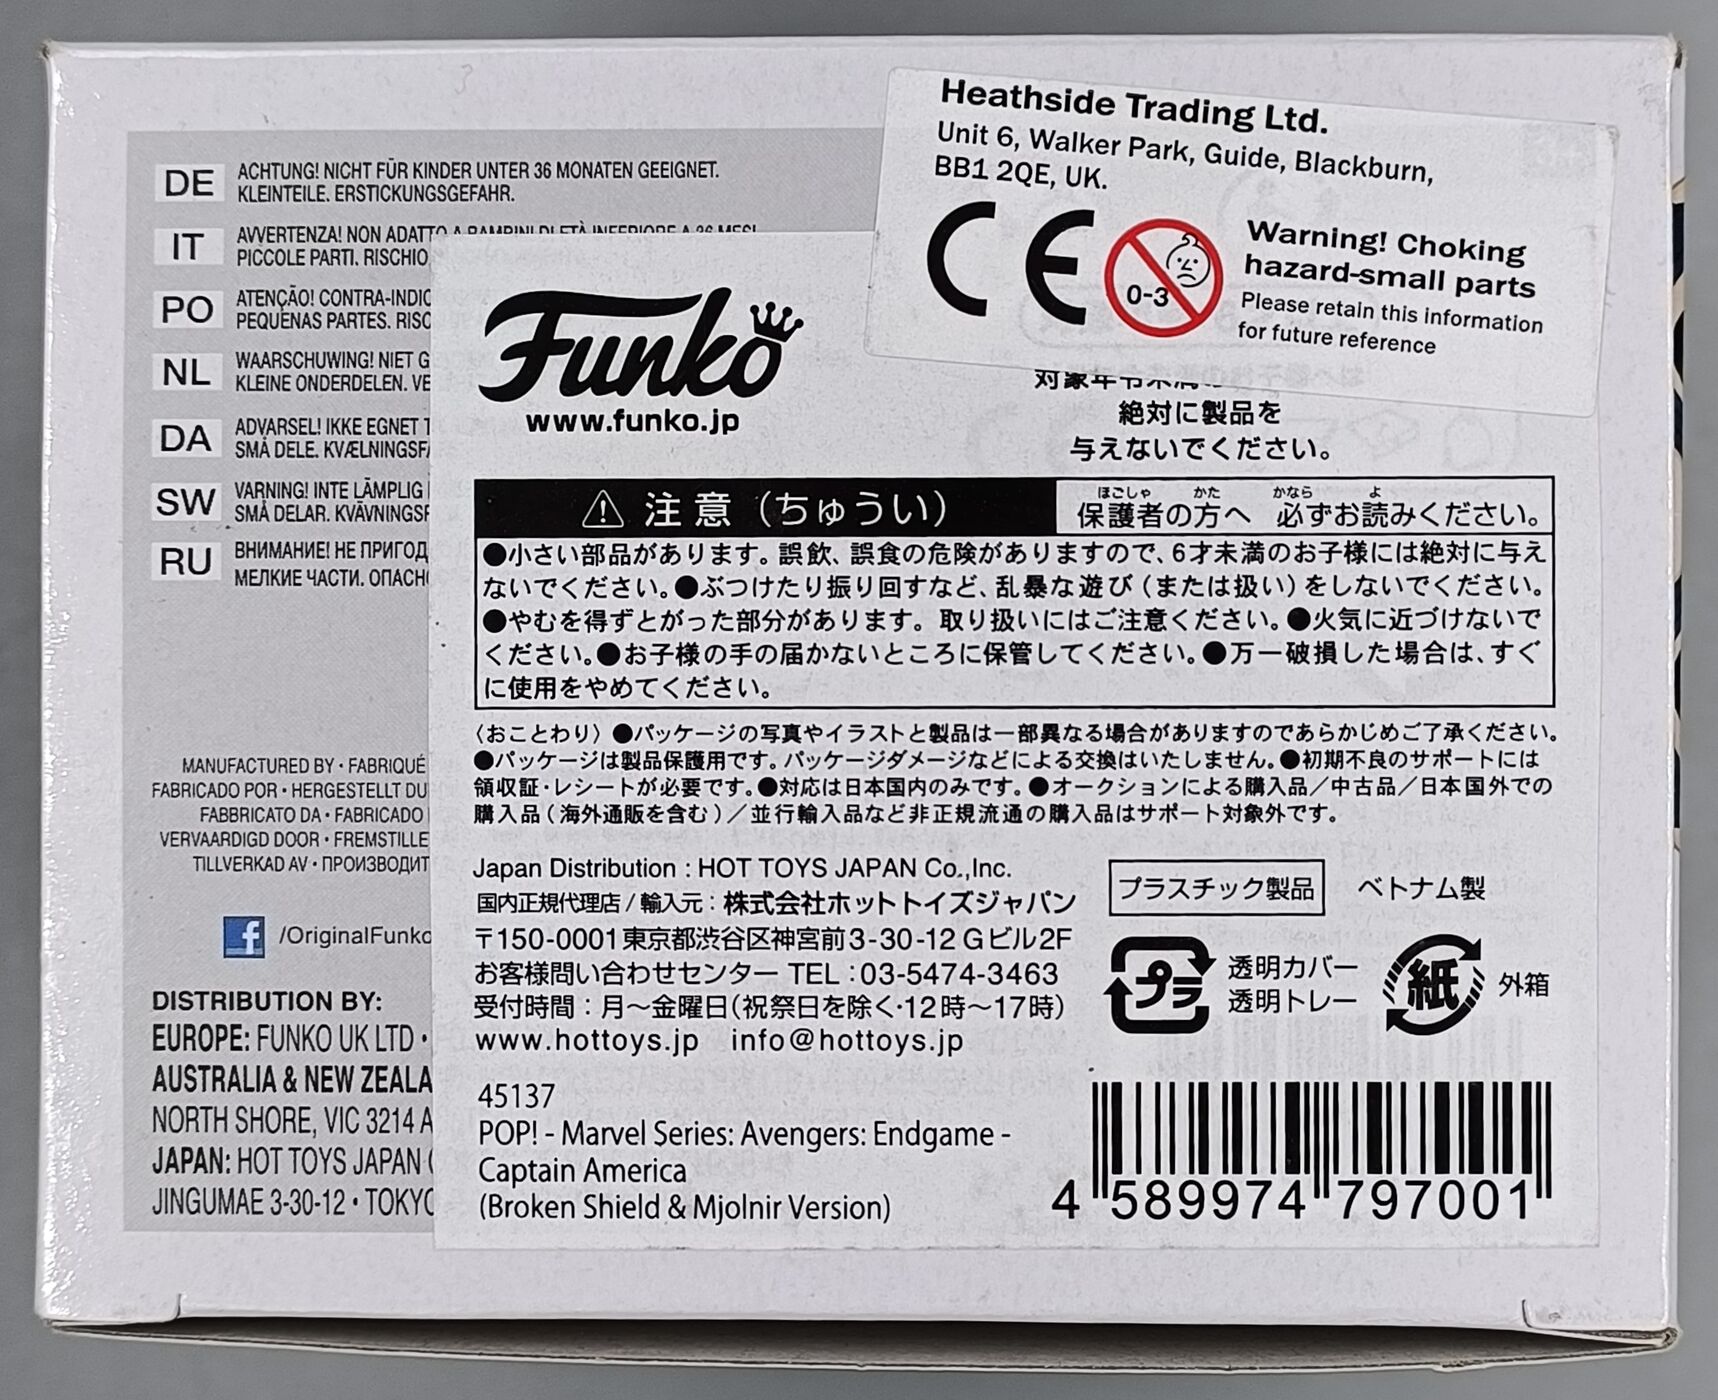 Heathside Trading Ltd.
Unit 6, Walker Park, Guide, Blackburn,
BB1 2QE, UK.
CE
0-3
Warning! Choking
hazard-small parts
Please retain this information
for future reference
DE
ACHTUNG! NICHT FÜR KINDER UNTER 36 MONATEN GEEIGNET.
KLEINTEILE. ERSTICKUNGSGEFAHR.
IT
AVVERTENZA! NON ADATTO A BAMBINI DI ETÀ INFERIORE A 36 MESI
PICCOLE PARTI. RISCHIO
PO
ATENÇÃO! CONTRA-INDIC
PEQUENAS PARTES. RISC
NL
WAARSCHUWING! NIET G
KLEINE ONDERDELEN. VE
DA
ADVARSEL! IKKE EGNET T
SMÅ DELE. KVÆLNINGSF
SW
VARNING! INTE LÄMPLIG
SMÅ DELAR. KVÄVNINGSF
RU
ВНИМАНИЕ! НЕ ПРИГОД
МЕЛКИЕ ЧАСТИ. ОПАСН
MANUFACTURED BY • FABRIQUÉ
FABRICADO POR • HERGESTELLT DU
FABBRICATO DA • FABRICADO
VERVAARDIGD DOOR • FREMSTILLE
TILLVERKAD AV • ПРОИЗВОДИТ
f /OriginalFunko
DISTRIBUTION BY:
EUROPE: FUNKO UK LTD •
AUSTRALIA & NEW ZEALA
NORTH SHORE, VIC 3214 A
JAPAN: HOT TOYS JAPAN (
JINGUMAE 3-30-12 • TOKYO
Funko
www.funko.jp
対象年令未満
絶対に製品を
与えないでください。
注意（ちゅうい）
ほごしゃ かた かなら よ
保護者の方へ 必ずお読みください。
●小さい部品があります。誤飲、誤食の危険がありますので、6才未満のお子様には絶対に与え
ないでください。●ぶつけたり振り回すなど、乱暴な遊び（または扱い）をしないでください。
●やむを得ずとがった部分があります。取り扱いにはご注意ください。●火気に近づけないで
ください。●お子様の手の届かないところに保管してください。●万一破損した場合は、すぐ
に使用をやめてください。
〈おことわり〉●パッケージの写真やイラストと製品は一部異なる場合がありますのであらかじめご了承ください。
●パッケージは製品保護用です。パッケージダメージなどによる交換はいたしません。●初期不良のサポートには
領収証・レシートが必要です。●対応は日本国内のみです。●オークションによる購入品／中古品／日本国外での
購入品（海外通販を含む）／並行輸入品など非正規流通の購入品はサポート対象外です。
Japan Distribution : HOT TOYS JAPAN Co.,Inc.
国内正規代理店 / 輸入元：株式会社ホットトイズジャパン
〒150-0001 東京都渋谷区神宮前3-30-12 Gビル2F
お客様問い合わせセンター TEL：03-5474-3463
受付時間：月〜金曜日（祝祭日を除く・12時〜17時）
www.hottoys.jp info@hottoys.jp
プラスチック製品
ベトナム製
プラ
透明カバー
透明トレー
紙
外箱
45137
POP! - Marvel Series: Avengers: Endgame -
Captain America
(Broken Shield & Mjolnir Version)
4 589974 797001